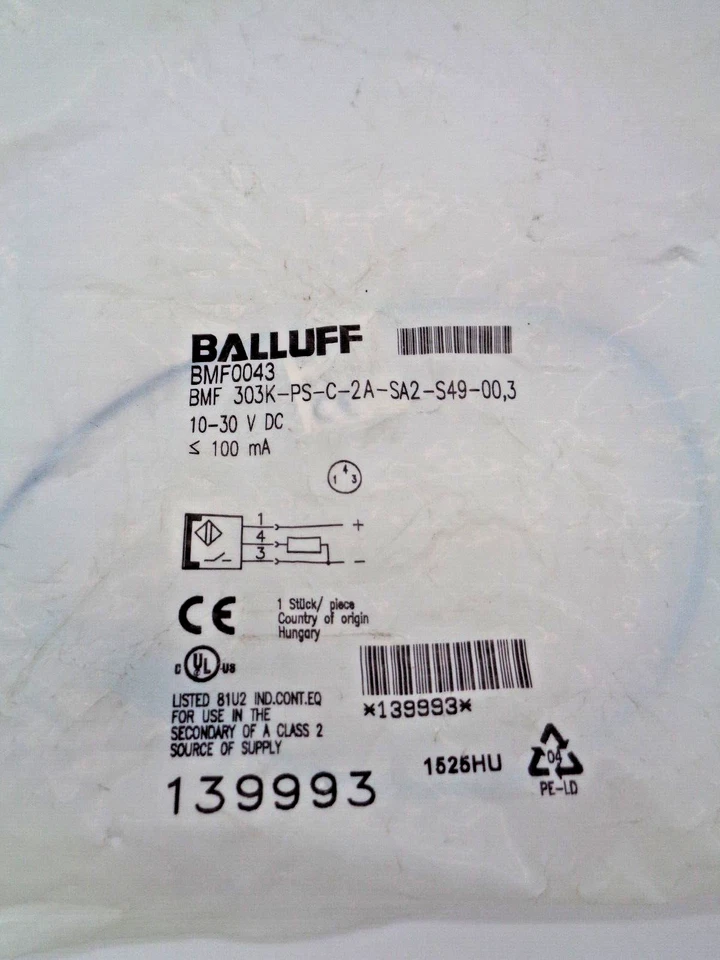 BALLUFF
BMF0043
BMF 303K-PS-C-2A-SA2-S49-00,3
10-30 V DC
≤ 100 mA
1 4 3
1 +
4
3 −
CE
1 Stück/ piece
Country of origin
Hungary
C UL US
LISTED 81U2 IND.CONT.EQ
FOR USE IN THE
SECONDARY OF A CLASS 2
SOURCE OF SUPPLY
*139993*
139993
1525HU
04
PE-LD